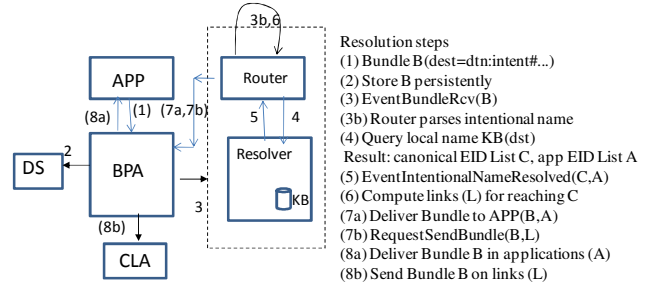 3b,6
APP
Router
(8a)
(1)
(7a,7b)
5
4
DS
2
BPA
Resolver
KB
3
(8b)
CLA
Resolution steps
(1) Bundle B(dest=dtn:intent#...)
(2) Store B persistently
(3) EventBundleRcv(B)
(3b) Router parses intentional name
(4) Query local name KB(dst)
Result: canonical EID List C, app EID List A
(5) EventIntentionalNameResolved(C,A)
(6) Compute links (L) for reaching C
(7a) Deliver Bundle to APP(B,A)
(7b) RequestSendBundle(B,L)
(8a) Deliver Bundle B in applications (A)
(8b) Send Bundle B on links (L)